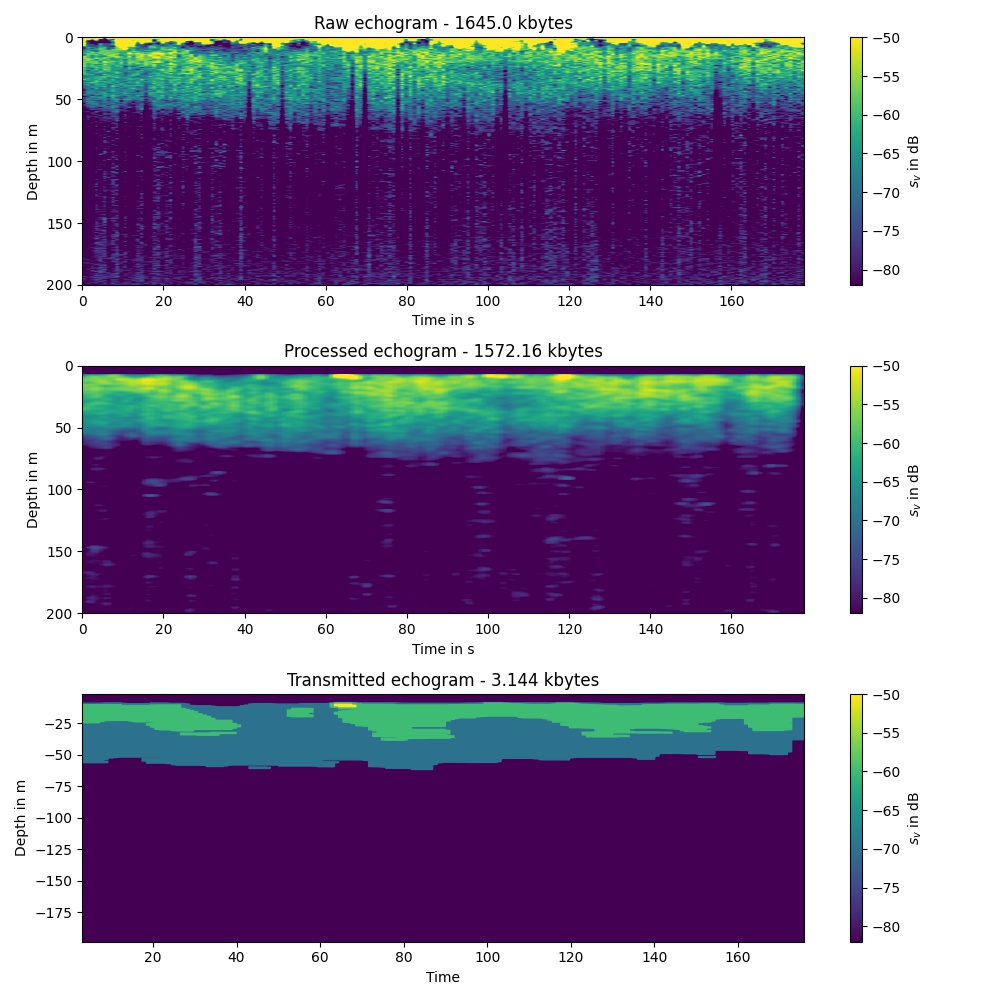 Raw echogram - 1645.0 kbytes
0
50
100
150
200
Depth in m
0 20 40 60 80 100 120 140 160
Time in s
−50
−55
−60
−65
−70
−75
−80
sv in dB
Processed echogram - 1572.16 kbytes
0
50
100
150
200
Depth in m
0 20 40 60 80 100 120 140 160
Time in s
−50
−55
−60
−65
−70
−75
−80
sv in dB
Transmitted echogram - 3.144 kbytes
−25
−50
−75
−100
−125
−150
−175
Depth in m
20 40 60 80 100 120 140 160
Time
−50
−55
−60
−65
−70
−75
−80
sv in dB